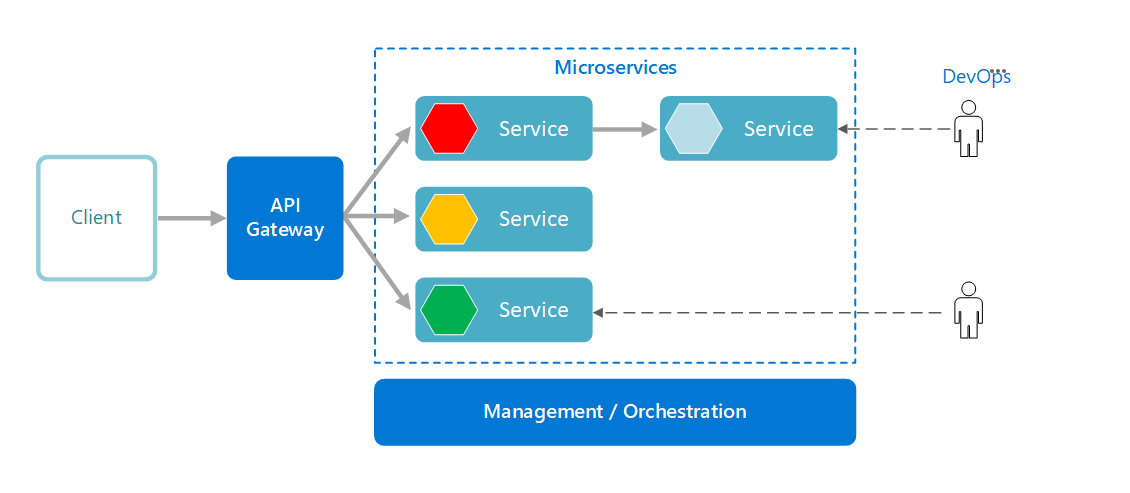 Microservices
DevOps
Service
Service
Client
API
Gateway
Service
Service
Management / Orchestration